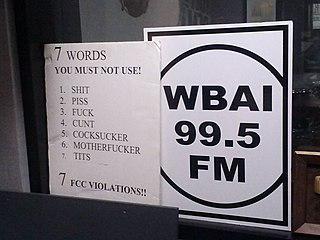 7 WORDS
YOU MUST NOT USE!
1. SHIT
2. PISS
3. FUCK
4. CUNT
5. COCKSUCKER
6. MOTHERFUCKER
7. TITS
7 FCC VIOLATIONS!!
WBAI
99.5
FM